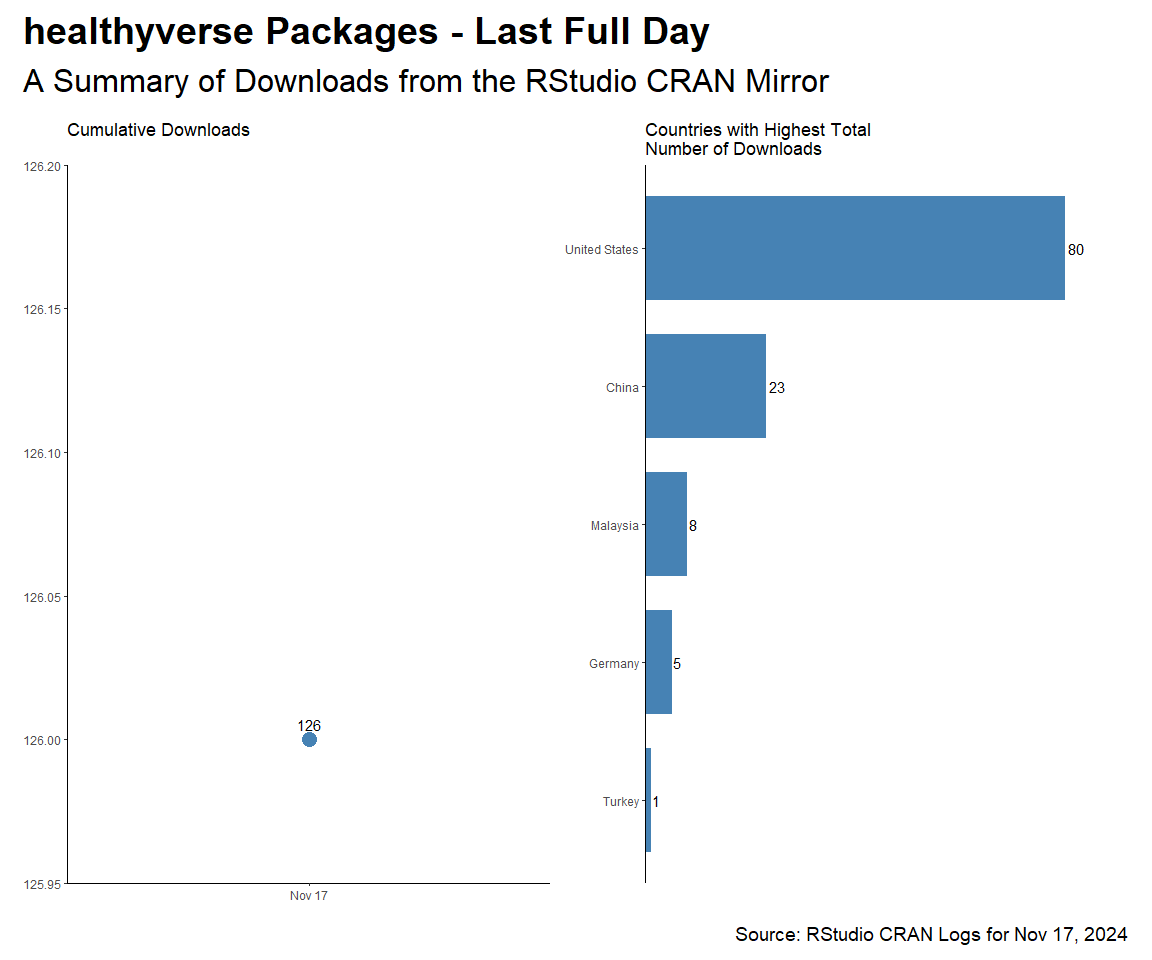 healthyverse Packages - Last Full Day
A Summary of Downloads from the RStudio CRAN Mirror
Cumulative Downloads
126.20
126.15
126.10
126.05
126.00
125.95
126
Nov 17
Countries with Highest Total
Number of Downloads
United States
80
China
23
Malaysia
8
Germany
5
Turkey
1
Source: RStudio CRAN Logs for Nov 17, 2024